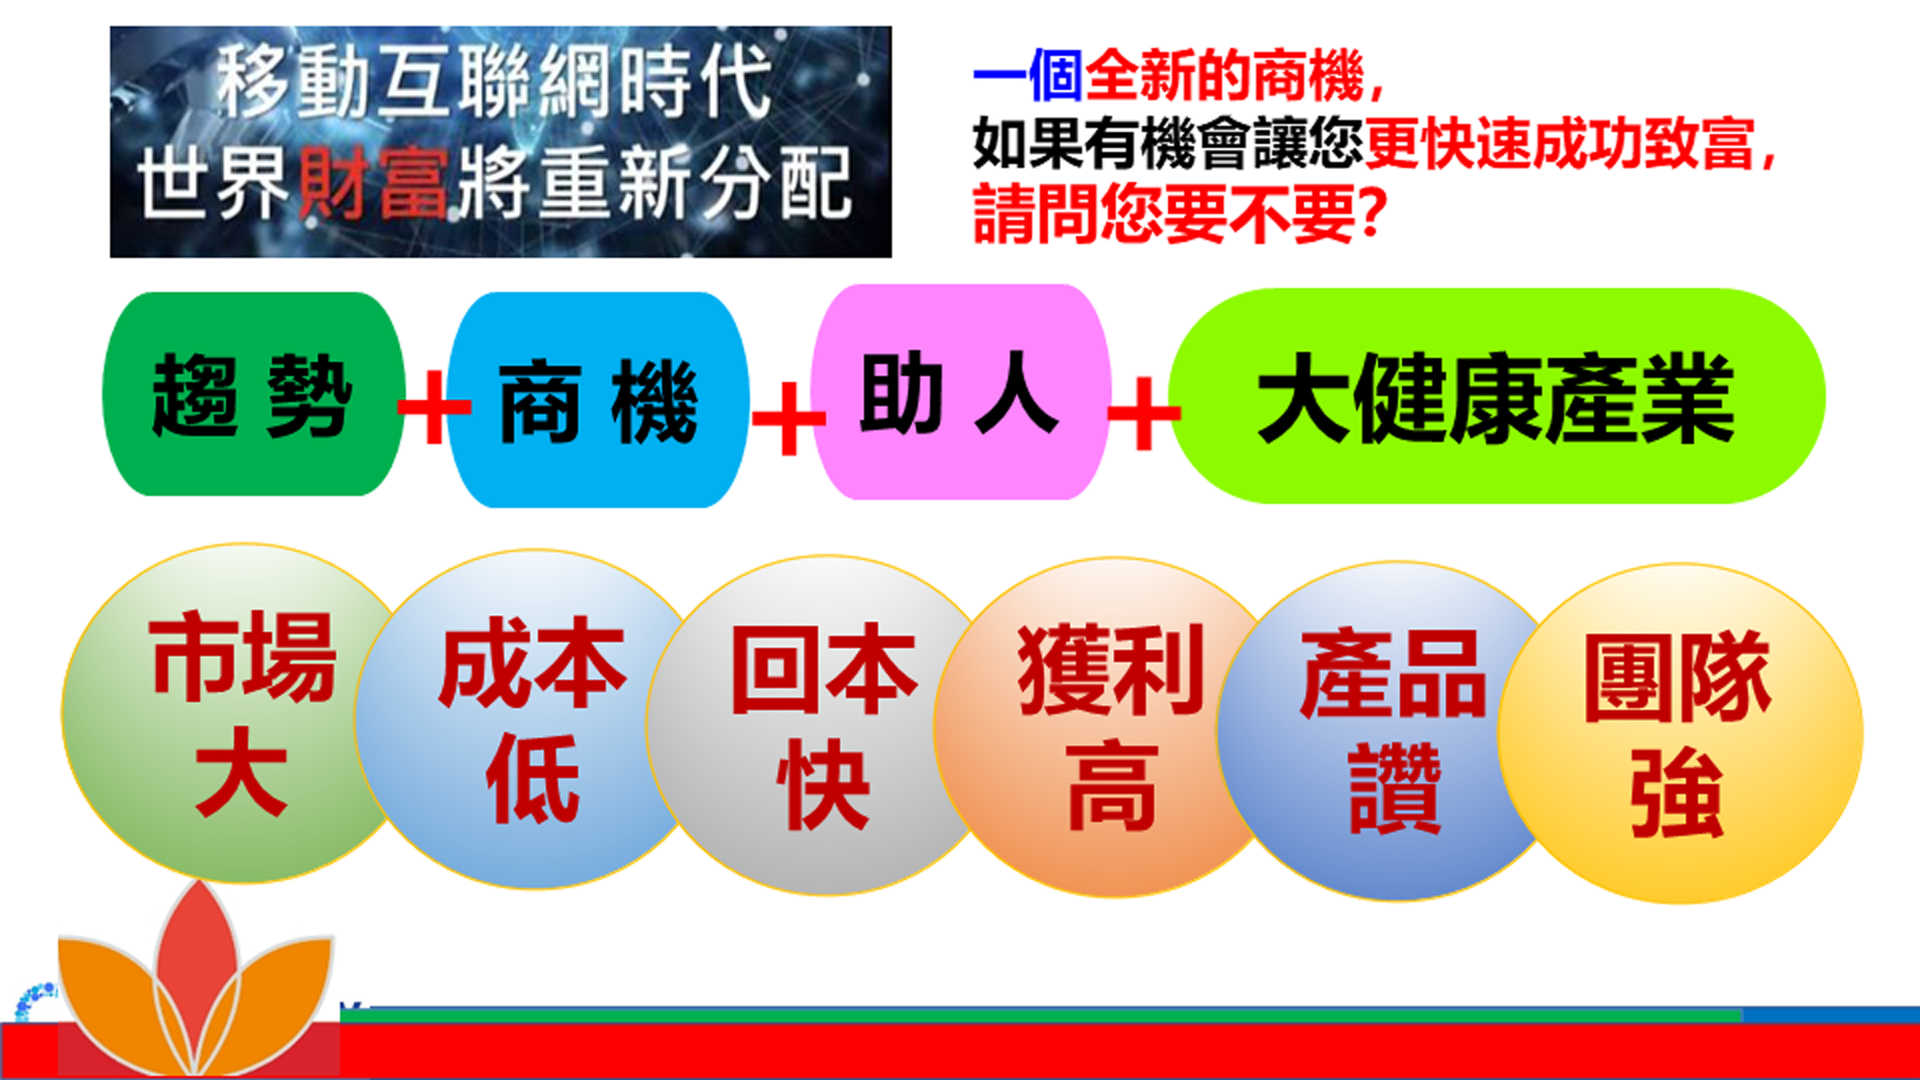 移動互聯網時代
世界財富將重新分配
一個全新的商機,
如果有機會讓您更快速成功致富,
請問您要不要?
趨 勢
+
商 機
+
助 人
+
大健康產業
市場
大
成本
低
回本
快
獲利
高
產品
讚
團隊
強